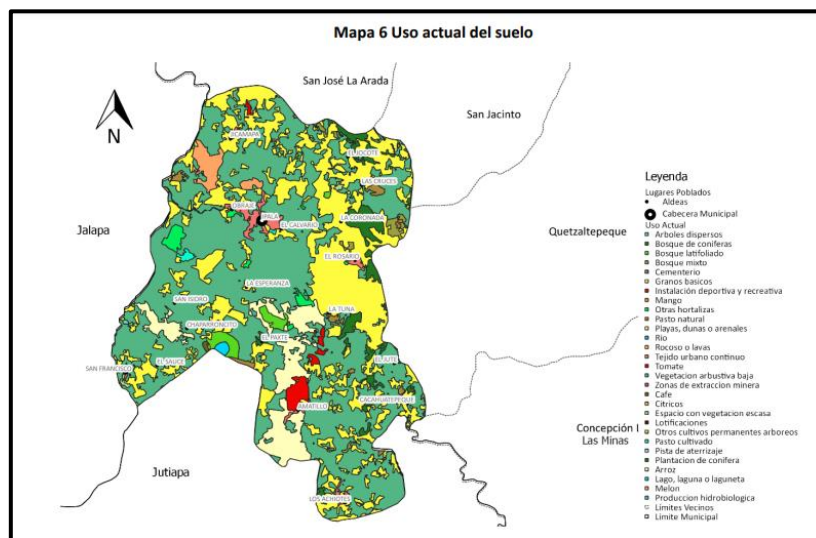 Mapa 6 Uso actual del suelo
San José La Arada
San Jacinto
N
JICAMAPA
EL JOCOTE
LAS CRUCES
OBRAJE
IPALA
EL CALVARIO
LA CORONADA
Jalapa
Quetzaltepeque
EL ROSARIO
LA ESPERANZA
SAN ISIDRO
LA TUNA
CHAPARRONCITO
EL PAXTE
EL SAUCE
EL JUTE
SAN FRANCISCO
CACAHUATEPEQUE
AMATILLO
Concepción
Las Minas
Jutiapa
LOS ACHIOTES
Leyenda
Lugares Poblados
Aldeas
Cabecera Municipal
Uso Actual
Arboles dispersos
Bosque de coniferas
Bosque latifoliado
Bosque mixto
Cementerio
Granos basicos
Instalación deportiva y recreativa
Mango
Otras hortalizas
Pasto natural
Playas, dunas o arenales
Rio
Rocoso o lavas
Tejido urbano continuo
Tomate
Vegetacion arbustiva baja
Zonas de extraccion minera
Cafe
Citricos
Espacio con vegetacion escasa
Lotificaciones
Otros cultivos permanentes arboreos
Pasto cultivado
Pista de aterrizaje
Plantacion de conifera
Arroz
Lago, laguna o laguneta
Melon
Produccion hidrobiologica
Limites Vecinos
Limite Municipal